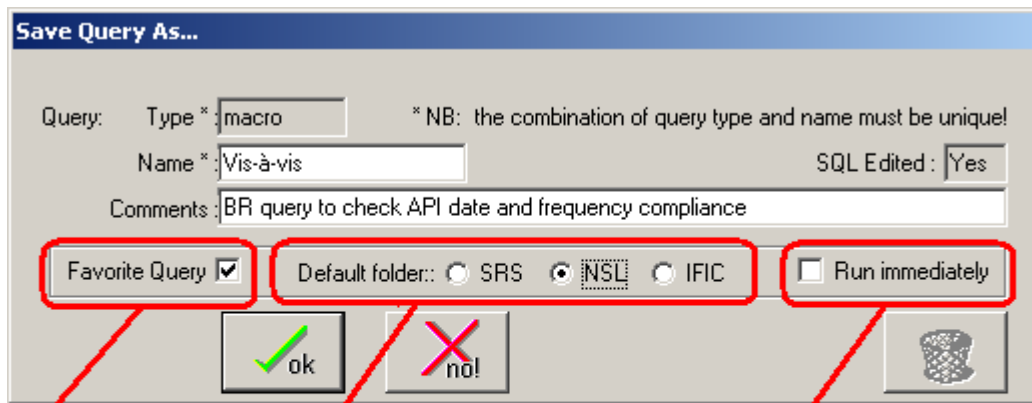 Save Query As...
Query: Type * : macro * NB: the combination of query type and name must be unique!
Name * : Vis-à-vis SQL Edited : Yes
Comments : BR query to check API date and frequency compliance
Favorite Query Default folder:: SRS NSL IFIC Run immediately
ok no!